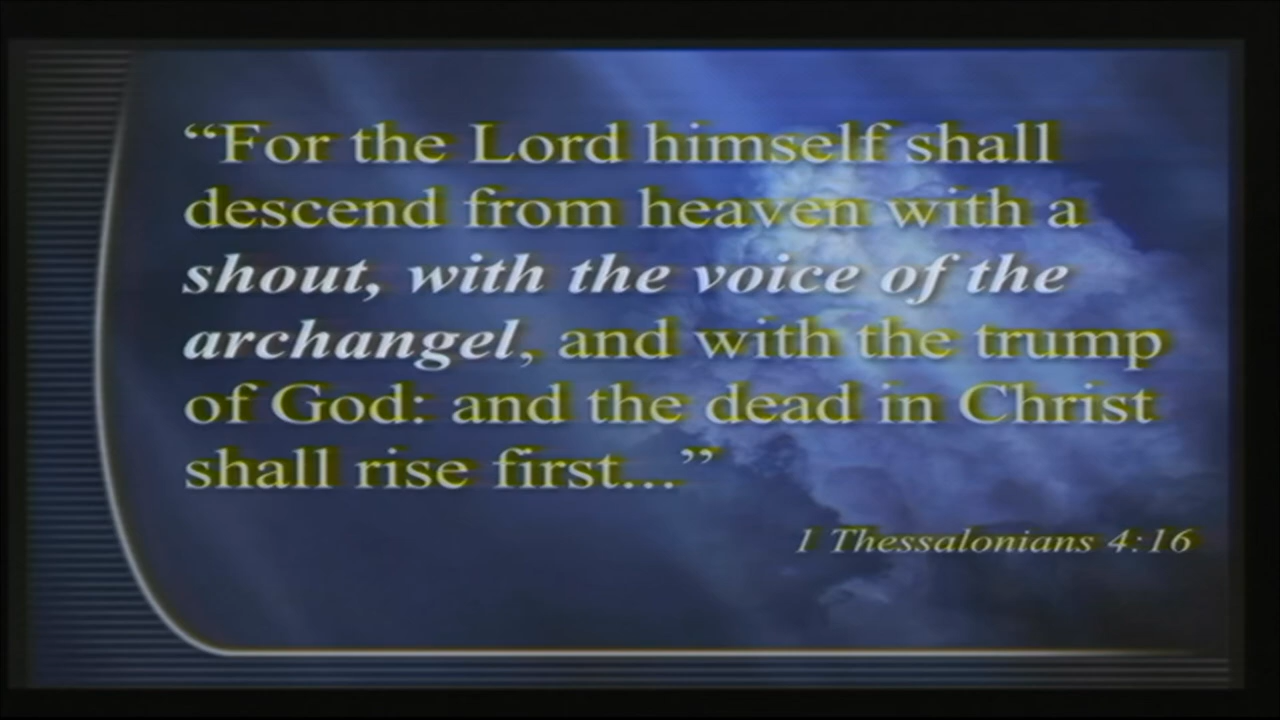 “For the Lord himself shall
descend from heaven with a
shout, with the voice of the
archangel, and with the trump
of God: and the dead in Christ
shall rise first...”
1 Thessalonians 4:16